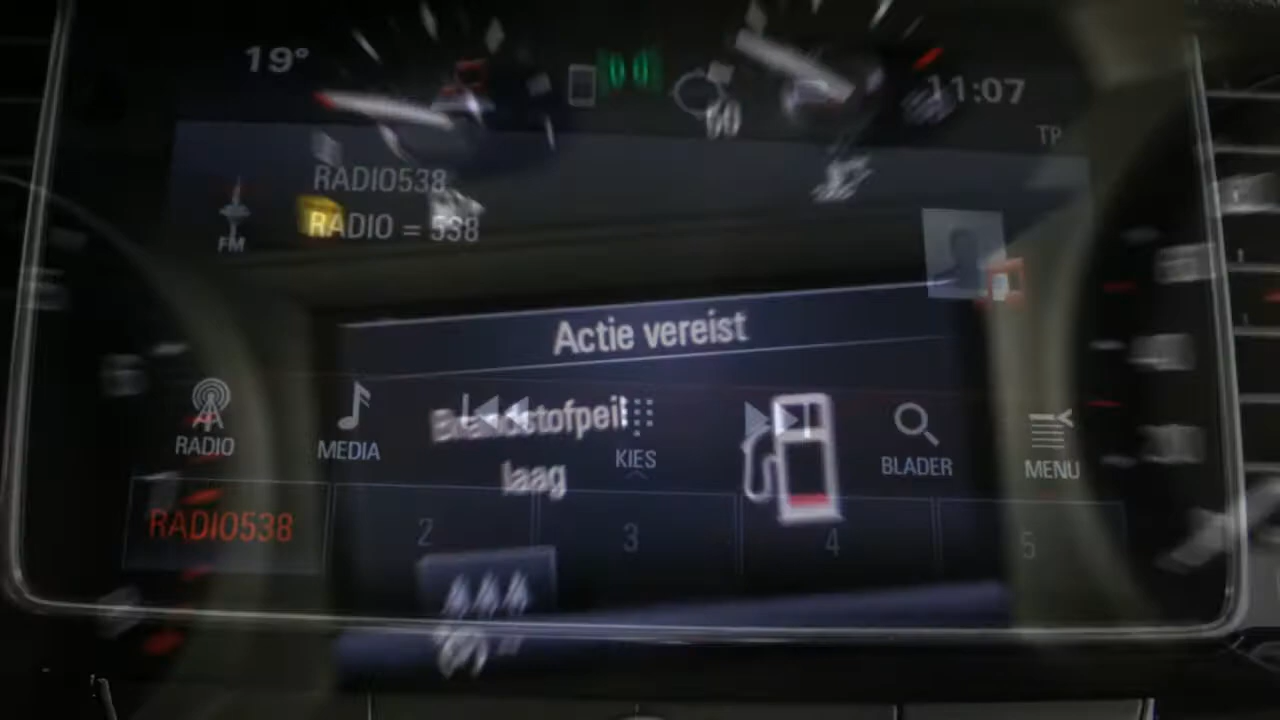 19°
11:07
TP
RADIO538
FM
RADIO = 538
Actie vereist
RADIO
MEDIA
Brandstofpeil
laag
KIES
BLADER
MENU
RADIO538
2
3
4
5